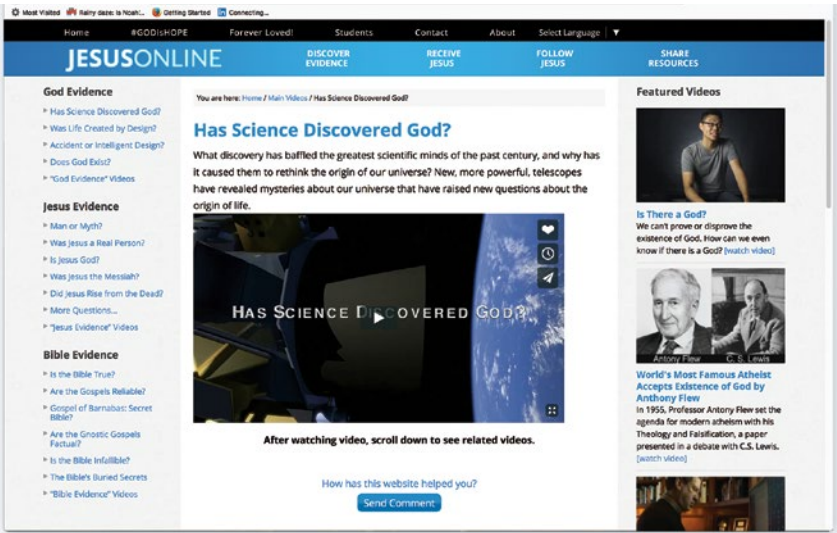 Most Visited Rainy daze: is Noah'... Getting Started Connecting...
Home #GODisHOPE Forever Loved! Students Contact About Select Language ▼
JESUSONLINE
DISCOVER
EVIDENCE
RECEIVE
JESUS
FOLLOW
JESUS
SHARE
RESOURCES
God Evidence
Has Science Discovered God?
Was Life Created by Design?
Accident or Intelligent Design?
Does God Exist?
"God Evidence" Videos
Jesus Evidence
Man or Myth?
Was Jesus a Real Person?
Is Jesus God?
Was Jesus the Messiah?
Did Jesus Rise from the Dead?
More Questions...
"Jesus Evidence" Videos
Bible Evidence
Is the Bible True?
Are the Gospels Reliable?
Gospel of Barnabas: Secret
Bible?
Are the Gnostic Gospels
Factual?
Is the Bible Infallible?
The Bible's Buried Secrets
"Bible Evidence" Videos
You are here: Home / Main Videos / Has Science Discovered God?
Has Science Discovered God?
What discovery has baffled the greatest scientific minds of the past century, and why has
it caused them to rethink the origin of our universe? New, more powerful, telescopes
have revealed mysteries about our universe that have raised new questions about the
origin of life.
HAS SCIENCE DISCOVERED GOD?
After watching video, scroll down to see related videos.
How has this website helped you?
Send Comment
Featured Videos
Is There a God?
We can't prove or disprove the
existence of God. How can we even
know if there is a God? [watch video]
Antony Flew C. S. Lewis
World's Most Famous Atheist
Accepts Existence of God by
Anthony Flew
In 1955, Professor Antony Flew set the
agenda for modern atheism with his
Theology and Falsification, a paper
presented in a debate with C.S. Lewis.
[watch video]